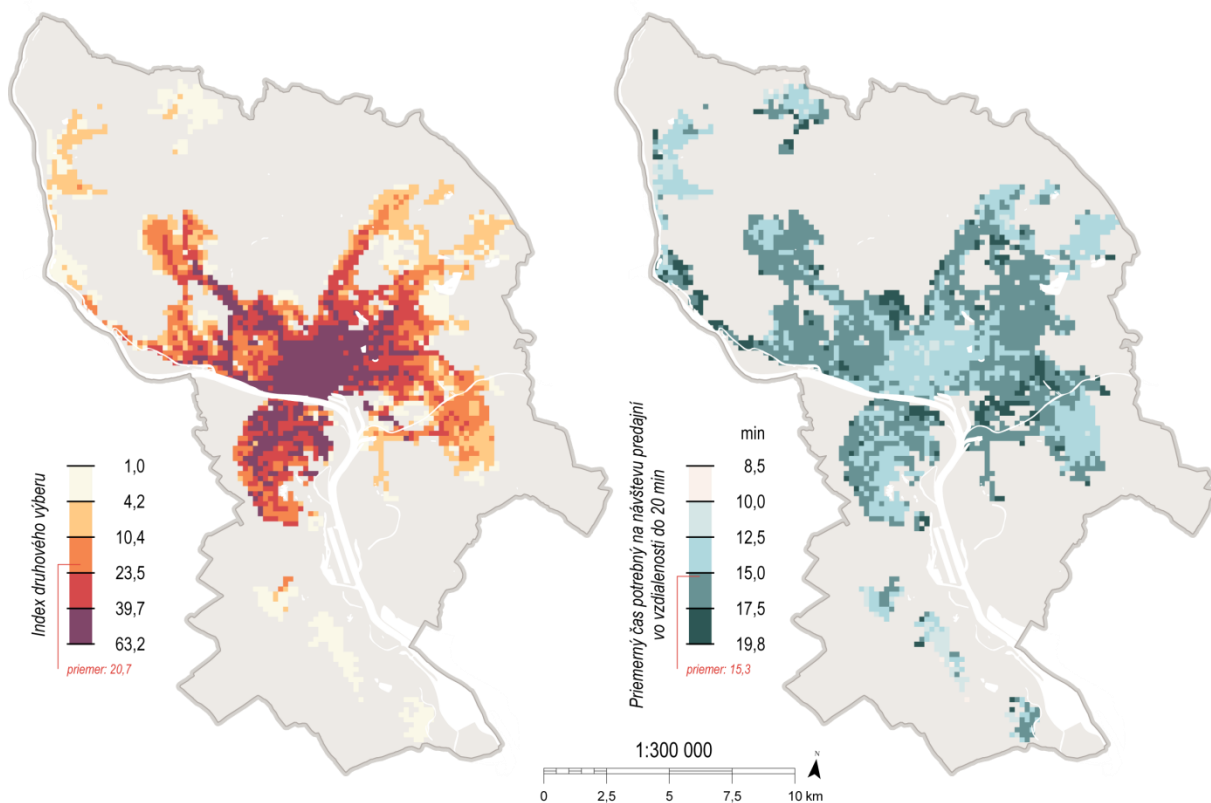 Index druhového výberu
1,0
4,2
10,4
23,5
39,7
63,2
priemer: 20,7
Priemerný čas potrebný na návštevu predajni
vo vzdialenosti do 20 min
min
8,5
10,0
12,5
15,0
17,5
19,8
priemer: 15,3
1:300 000
N
0 2,5 5 10 km